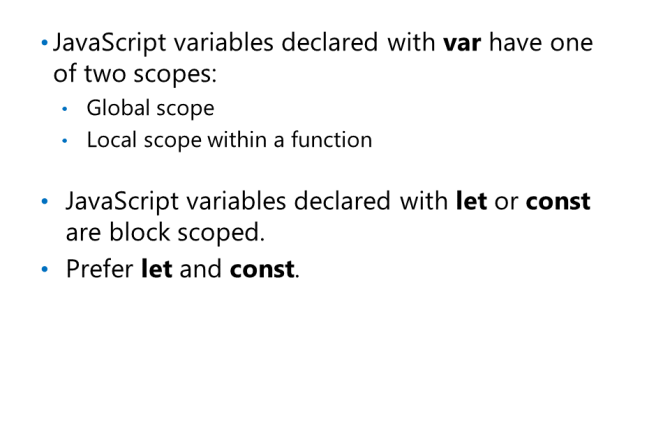 • JavaScript variables declared with var have one
of two scopes:
• Global scope
• Local scope within a function
• JavaScript variables declared with let or const
are block scoped.
• Prefer let and const.